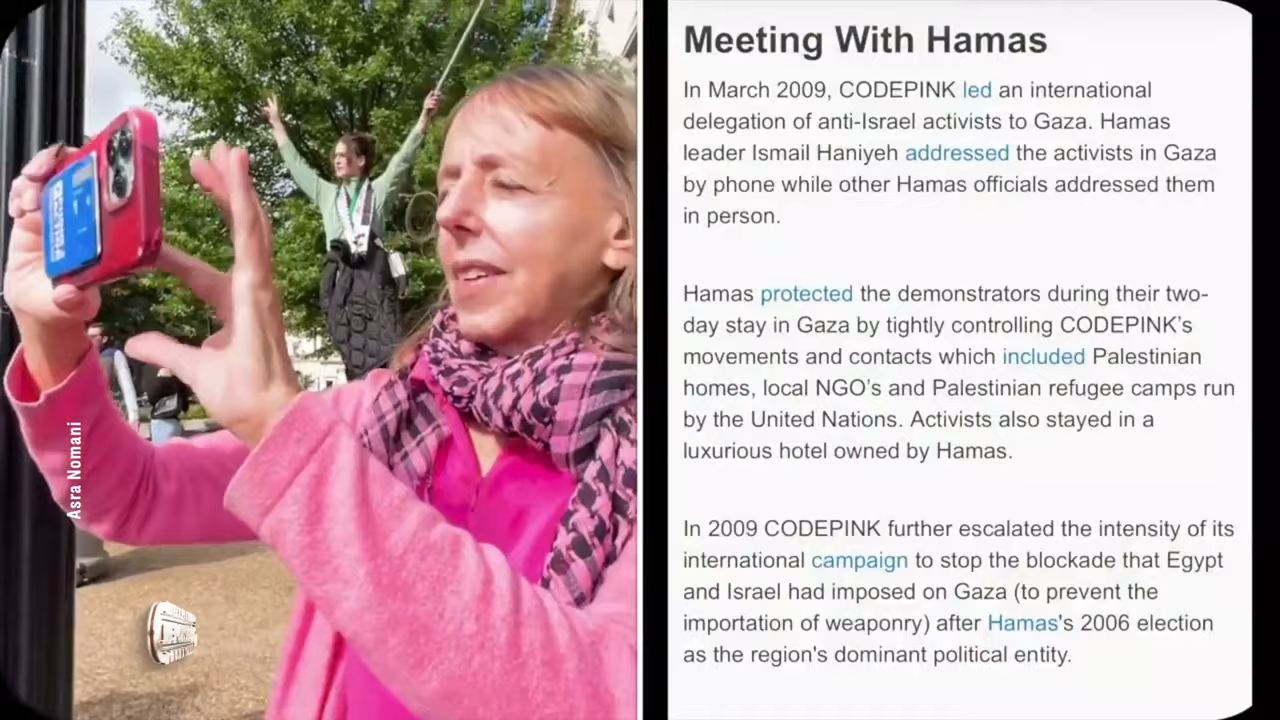 Asra Nomani
Meeting With Hamas
In March 2009, CODEPINK led an international
delegation of anti-Israel activists to Gaza. Hamas
leader Ismail Haniyeh addressed the activists in Gaza
by phone while other Hamas officials addressed them
in person.
Hamas protected the demonstrators during their two-
day stay in Gaza by tightly controlling CODEPINK’s
movements and contacts which included Palestinian
homes, local NGO’s and Palestinian refugee camps run
by the United Nations. Activists also stayed in a
luxurious hotel owned by Hamas.
In 2009 CODEPINK further escalated the intensity of its
international campaign to stop the blockade that Egypt
and Israel had imposed on Gaza (to prevent the
importation of weaponry) after Hamas's 2006 election
as the region's dominant political entity.